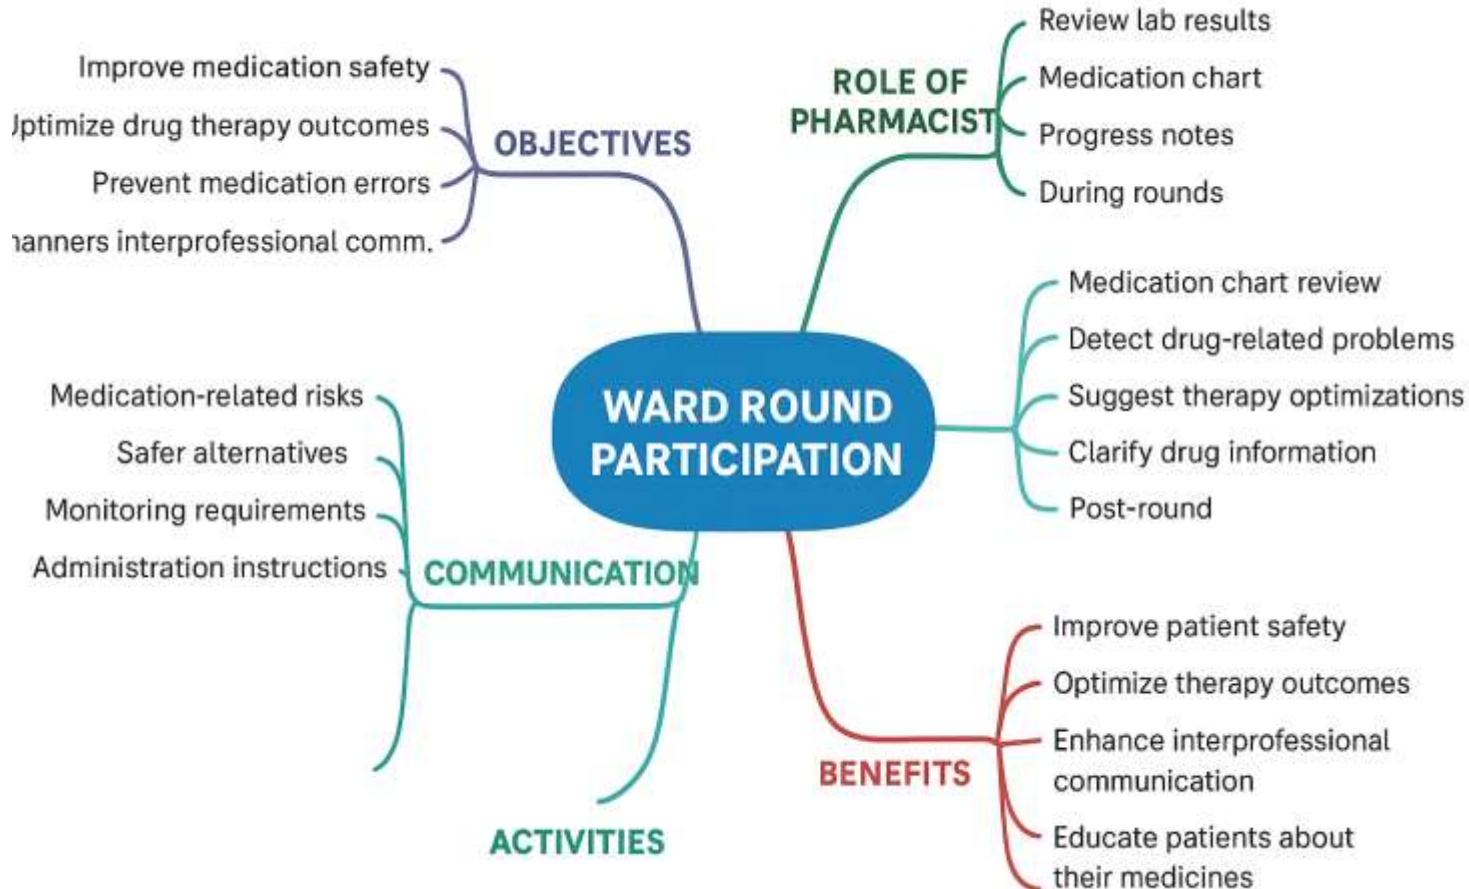 OBJECTIVES
Improve medication safety
Optimize drug therapy outcomes
Prevent medication errors
interprofessional comm.
ROLE OF
PHARMACIST
Review lab results
Medication chart
Progress notes
During rounds
Medication chart review
Detect drug-related problems
Suggest therapy optimizations
Clarify drug information
Post-round
WARD ROUND
PARTICIPATION
COMMUNICATION
Medication-related risks
Safer alternatives
Monitoring requirements
Administration instructions
BENEFITS
Improve patient safety
Optimize therapy outcomes
Enhance interprofessional
communication
Educate patients about
their medicines
ACTIVITIES